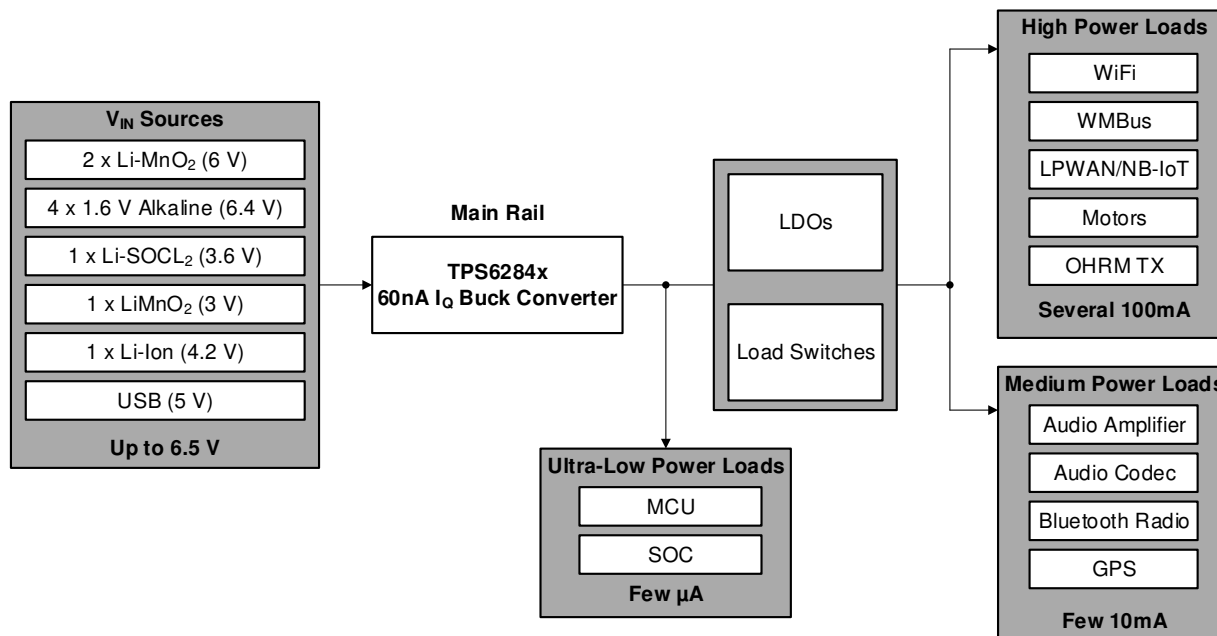 V_IN Sources
2 x Li-MnO₂ (6 V)
4 x 1.6 V Alkaline (6.4 V)
1 x Li-SOCL₂ (3.6 V)
1 x LiMnO₂ (3 V)
1 x Li-Ion (4.2 V)
USB (5 V)
Up to 6.5 V
Main Rail
TPS6284x
60nA I_Q Buck Converter
Ultra-Low Power Loads
MCU
SOC
Few µA
LDOs
Load Switches
High Power Loads
WiFi
WMBus
LPWAN/NB-IoT
Motors
OHRM TX
Several 100mA
Medium Power Loads
Audio Amplifier
Audio Codec
Bluetooth Radio
GPS
Few 10mA